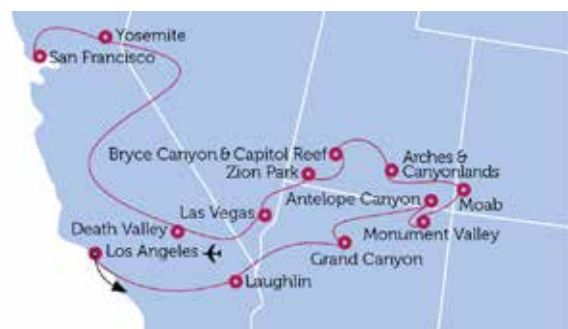 Yosemite
San Francisco
Bryce Canyon & Capitol Reef
Arches &
Canyonlands
Zion Park
Antelope Canyon
Moab
Las Vegas
Death Valley
Monument Valley
Los Angeles
Grand Canyon
Laughlin